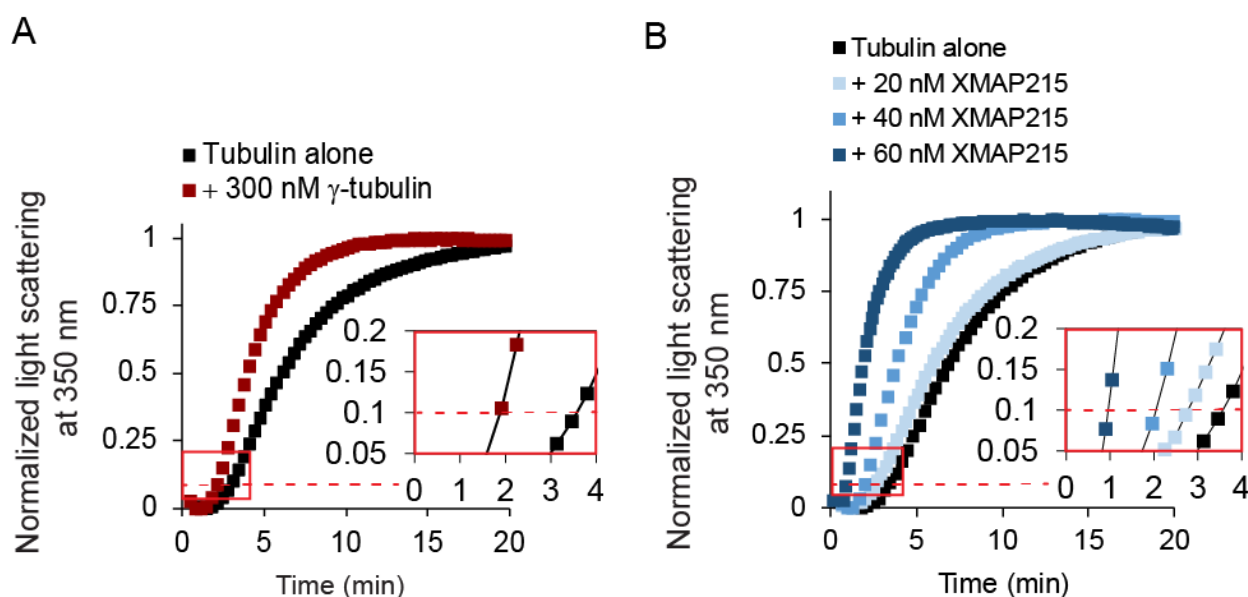 A
■ Tubulin alone
■ + 300 nM γ-tubulin
Normalized light scattering
at 350 nm
1
0.75
0.5
0.25
0
0
5
10
15
20
Time (min)
0.2
0.15
0.1
0.05
0
1
2
3
4
B
■ Tubulin alone
■ + 20 nM XMAP215
■ + 40 nM XMAP215
■ + 60 nM XMAP215
Normalized light scattering
at 350 nm
1
0.75
0.5
0.25
0
0
5
10
15
20
Time (min)
0.2
0.15
0.1
0.05
0
1
2
3
4